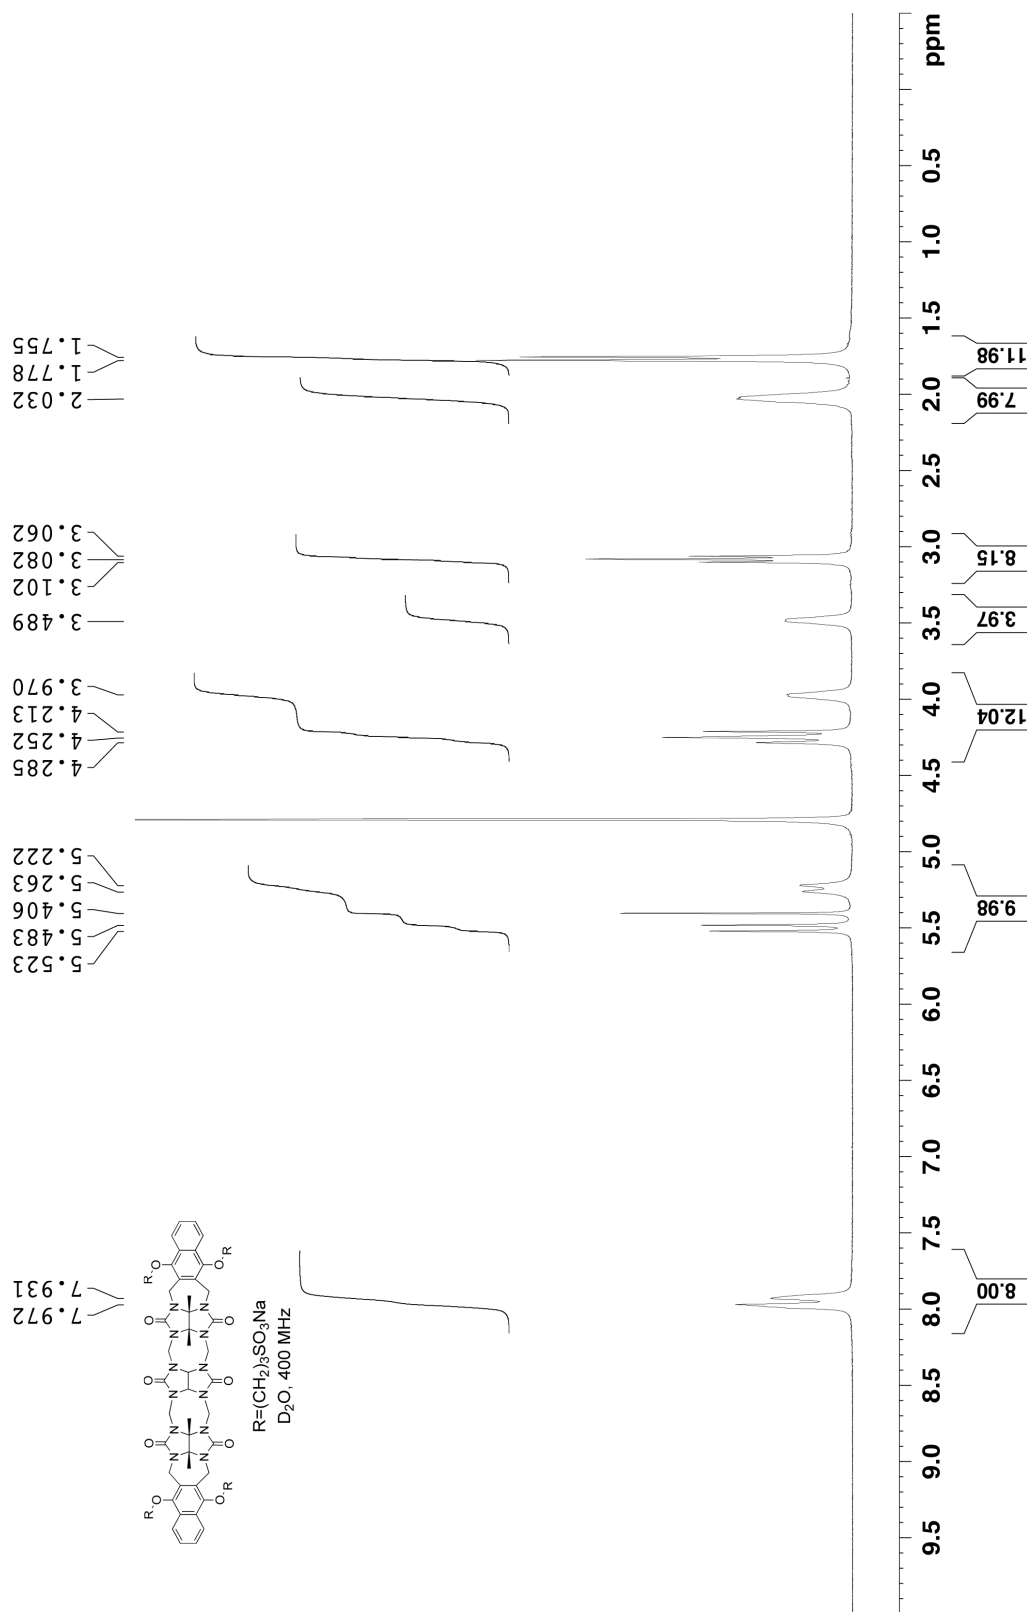 7.972
7.931
5.523
5.483
5.406
5.263
5.222
4.285
4.252
4.213
3.970
3.489
3.102
3.082
3.062
2.032
1.778
1.755
R O O R
O O O
N N N N N N
N N N N N N
O O O
R O O R
R=(CH2)3SO3Na
D2O, 400 MHz
9.5 9.0 8.5 8.0 7.5 7.0 6.5 6.0 5.5 5.0 4.5 4.0 3.5 3.0 2.5 2.0 1.5 1.0 0.5 ppm
8.00
9.98
12.04
3.97
8.15
7.99
11.98